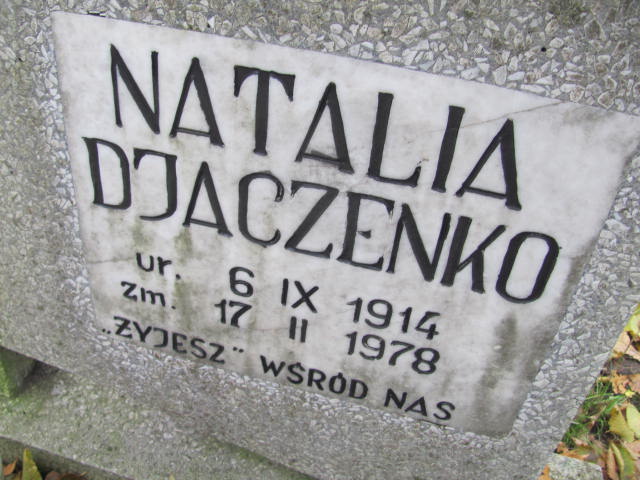 NATALIA
DJACZENKO
ur. 6 IX 1914
zm. 17 II 1978
„ŻYJESZ" WŚRÓD NAS